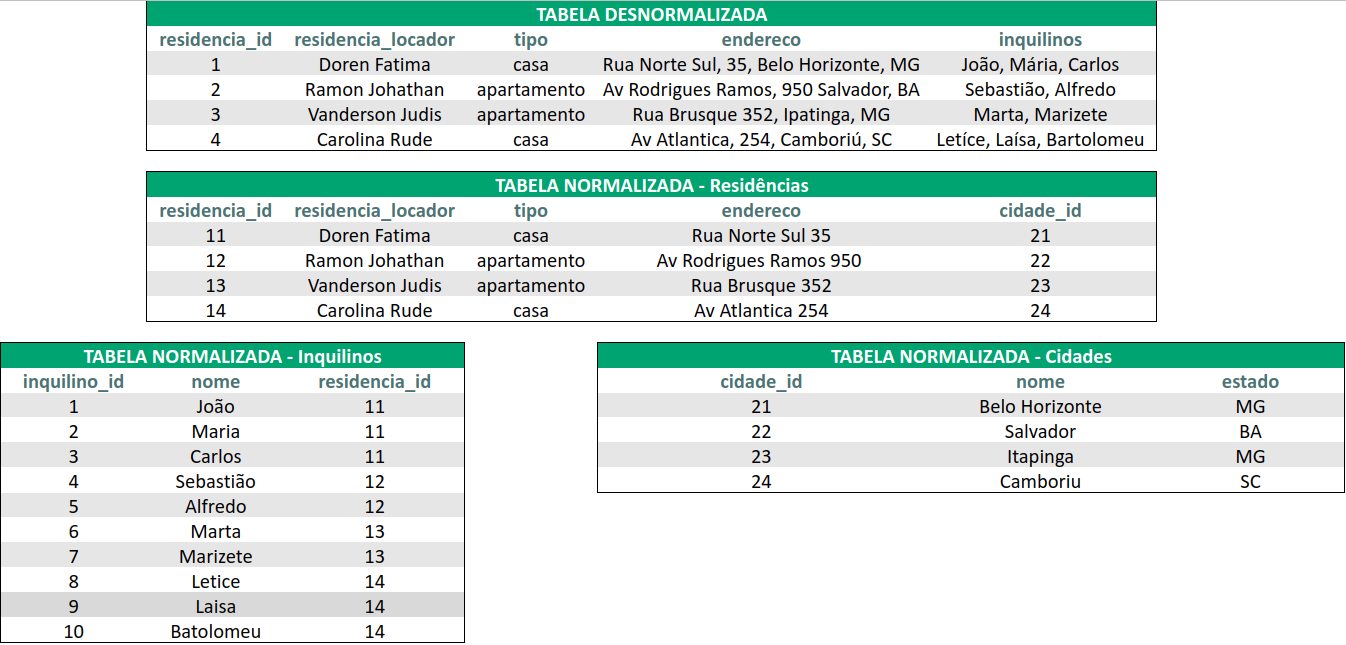 TABELA DESNORMALIZADA
residencia_id residencia_locador tipo endereco inquilinos
1 Doren Fatima casa Rua Norte Sul, 35, Belo Horizonte, MG João, Mária, Carlos
2 Ramon Johathan apartamento Av Rodrigues Ramos, 950 Salvador, BA Sebastião, Alfredo
3 Vanderson Judis apartamento Rua Brusque 352, Ipatinga, MG Marta, Marizete
4 Carolina Rude casa Av Atlantica, 254, Camboriú, SC Letíce, Laísa, Bartolomeu
TABELA NORMALIZADA - Residências
residencia_id residencia_locador tipo endereco cidade_id
11 Doren Fatima casa Rua Norte Sul 35 21
12 Ramon Johathan apartamento Av Rodrigues Ramos 950 22
13 Vanderson Judis apartamento Rua Brusque 352 23
14 Carolina Rude casa Av Atlantica 254 24
TABELA NORMALIZADA - Inquilinos
inquilino_id nome residencia_id
1 João 11
2 Maria 11
3 Carlos 11
4 Sebastião 12
5 Alfredo 12
6 Marta 13
7 Marizete 13
8 Letice 14
9 Laisa 14
10 Batolomeu 14
TABELA NORMALIZADA - Cidades
cidade_id nome estado
21 Belo Horizonte MG
22 Salvador BA
23 Itapinga MG
24 Camboriu SC